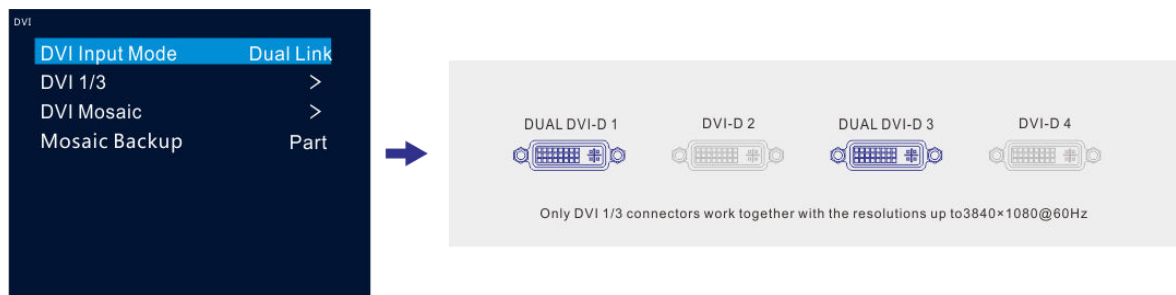 DVI
DVI Input Mode Dual Link
DVI 1/3 >
DVI Mosaic >
Mosaic Backup Part
DUAL DVI-D 1 DVI-D 2 DUAL DVI-D 3 DVI-D 4
Only DVI 1/3 connectors work together with the resolutions up to3840×1080@60Hz